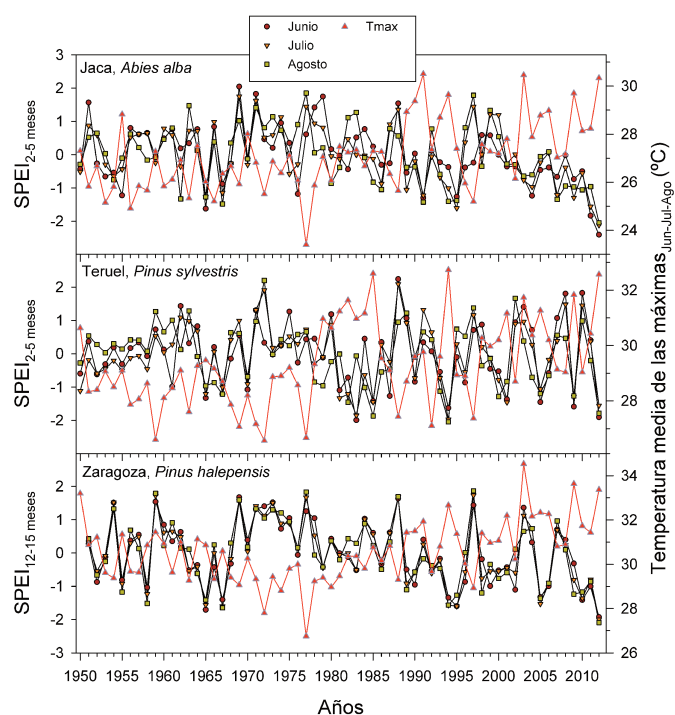 Junio
Tmax
Julio
Agosto
Jaca, Abies alba
SPEI2-5 meses
3
2
1
0
-1
-2
30
28
26
24
Teruel, Pinus sylvestris
SPEI2-5 meses
2
1
0
-1
-2
32
30
28
Temperatura media de las máximasJun-Jul-Ago (ºC)
Zaragoza, Pinus halepensis
SPEI12-15 meses
2
1
0
-1
-2
-3
34
32
30
28
26
1950 1955 1960 1965 1970 1975 1980 1985 1990 1995 2000 2005 2010
Años